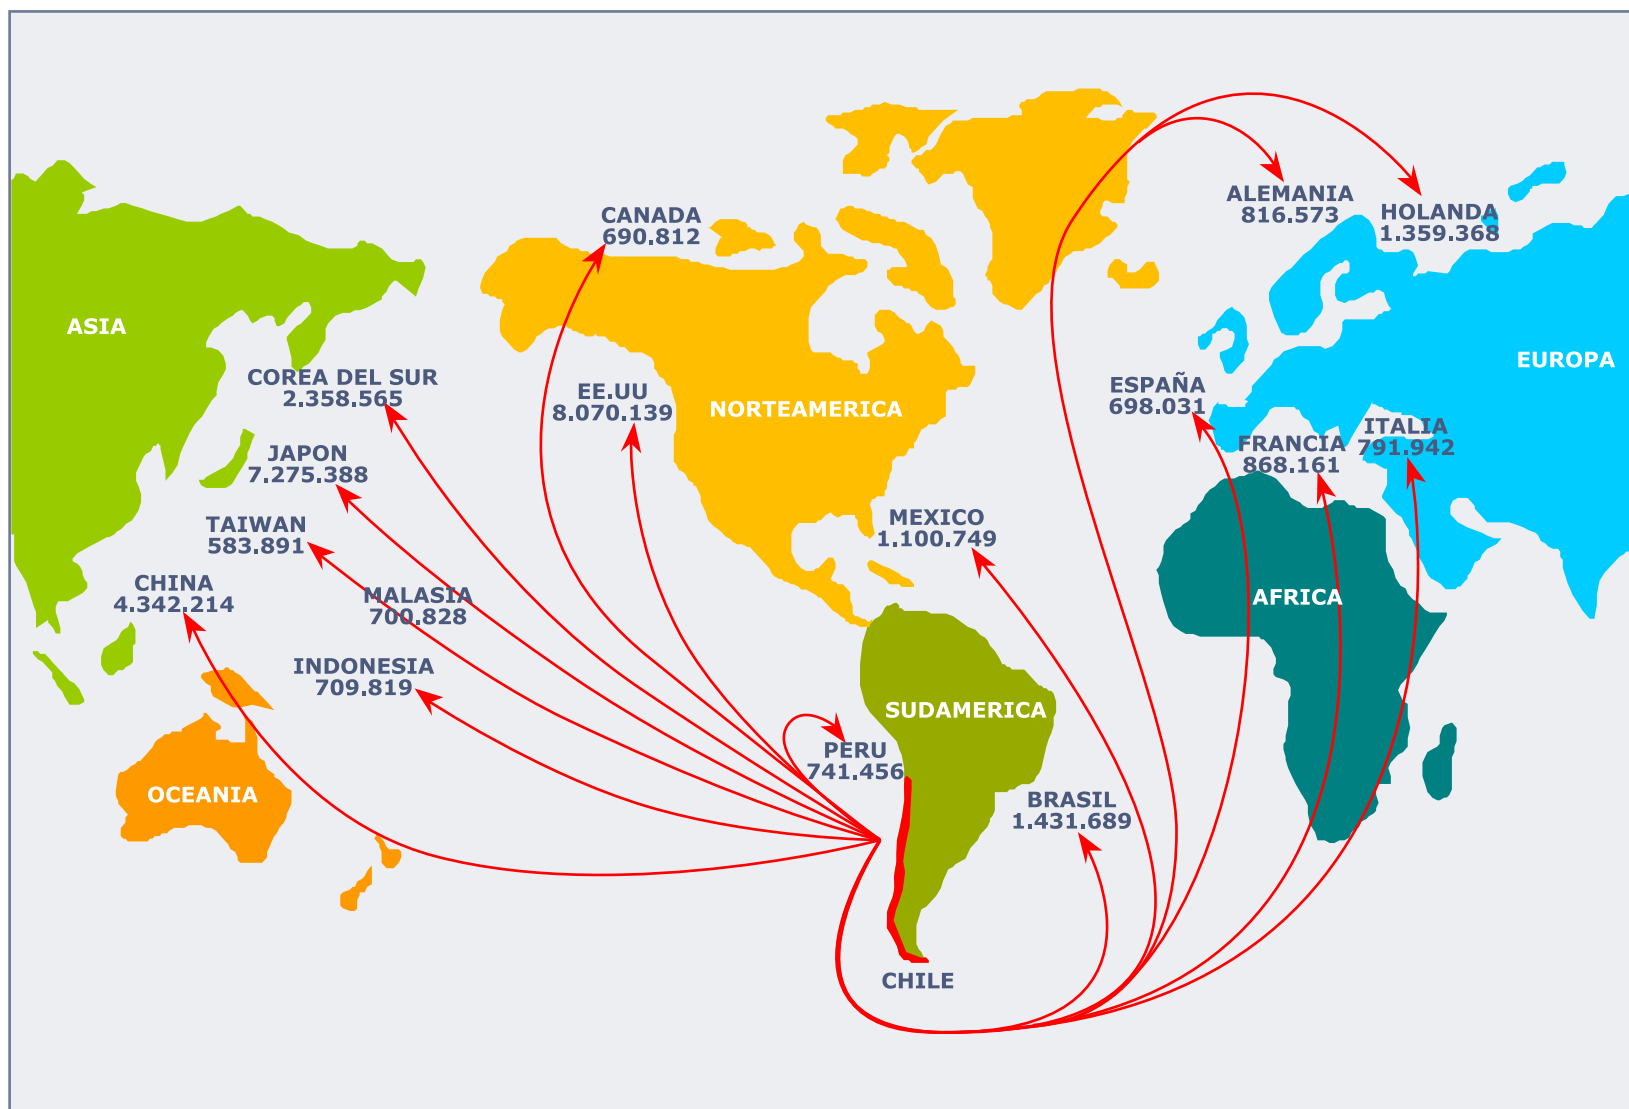 ALEMANIA
816.573
HOLANDA
1.359.368
CANADA
690.812
ASIA
EUROPA
COREA DEL SUR
2.358.565
EE.UU
8.070.139
NORTEAMERICA
ESPAÑA
698.031
ITALIA
791.942
FRANCIA
868.161
JAPON
7.275.388
TAIWAN
583.891
MEXICO
1.100.749
CHINA
4.342.214
MALASIA
700.828
AFRICA
INDONESIA
709.819
SUDAMERICA
PERU
741.456
OCEANIA
BRASIL
1.431.689
CHILE